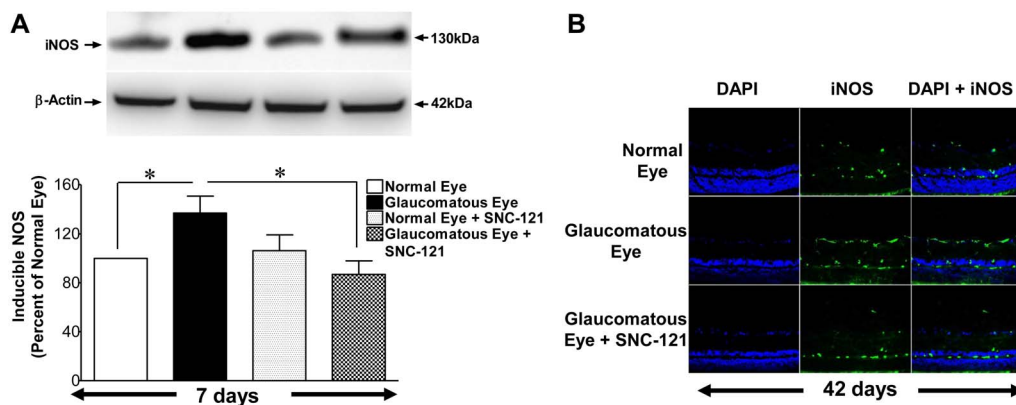 A
iNOS
130kDa
β-Actin
42kDa
Inducible NOS
(Percent of Normal Eye)
160
120
80
40
0
*
*
Normal Eye
Glaucomatous Eye
Normal Eye + SNC-121
Glaucomatous Eye +
SNC-121
7 days
B
DAPI
iNOS
DAPI + iNOS
Normal
Eye
Glaucomatous
Eye
Glaucomatous
Eye + SNC-121
42 days